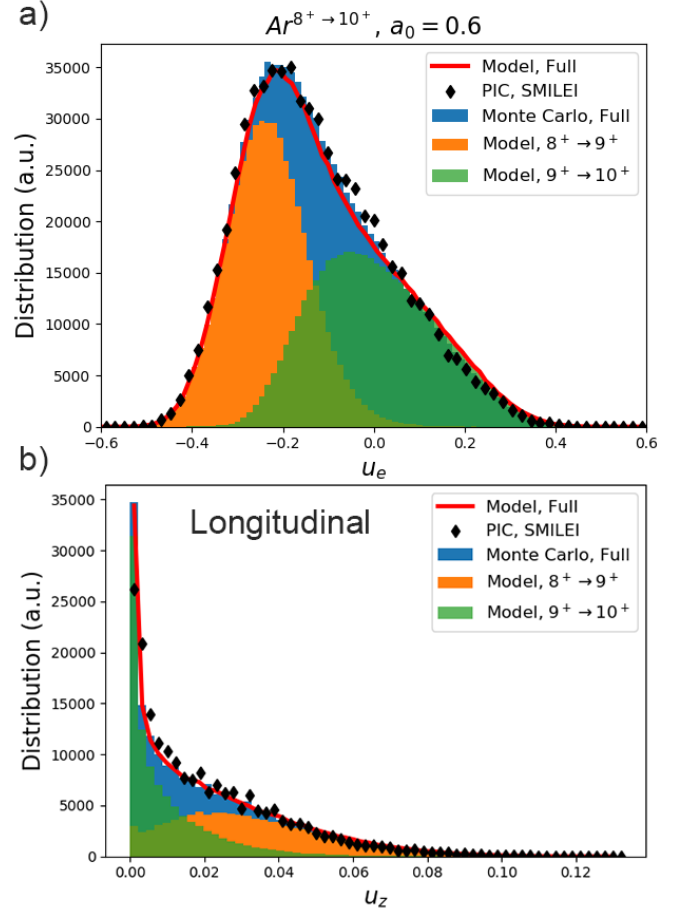 a)
Ar⁸⁺→¹⁰⁺, a₀ = 0.6
Distribution (a.u.)
35000
30000
25000
20000
15000
10000
5000
0
Model, Full
PIC, SMILEI
Monte Carlo, Full
Model, 8⁺→9⁺
Model, 9⁺→10⁺
−0.6 −0.4 −0.2 0.0 0.2 0.4 0.6
uₑ
b)
Longitudinal
Distribution (a.u.)
35000
30000
25000
20000
15000
10000
5000
0
Model, Full
PIC, SMILEI
Monte Carlo, Full
Model, 8⁺→9⁺
Model, 9⁺→10⁺
0.00 0.02 0.04 0.06 0.08 0.10 0.12
u_z